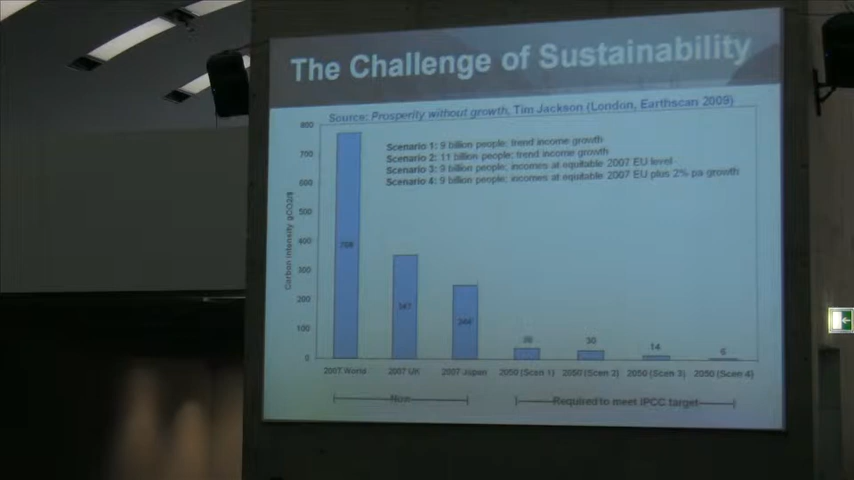 The Challenge of Sustainability
Source: Prosperity without growth, Tim Jackson (London, Earthscan 2009)
Scenario 1: 9 billion people; trend income growth
Scenario 2: 11 billion people; trend income growth
Scenario 3: 9 billion people; incomes at equitable 2007 EU level
Scenario 4: 9 billion people; incomes at equitable 2007 EU plus 2% pa growth
Carbon Intensity gCO2/$
800
700
600
500
400
300
200
100
0
768
347
244
36
30
14
6
2007 World 2007 UK 2007 Japan 2050 (Scen 1) 2050 (Scen 2) 2050 (Scen 3) 2050 (Scen 4)
Now Required to meet IPCC target